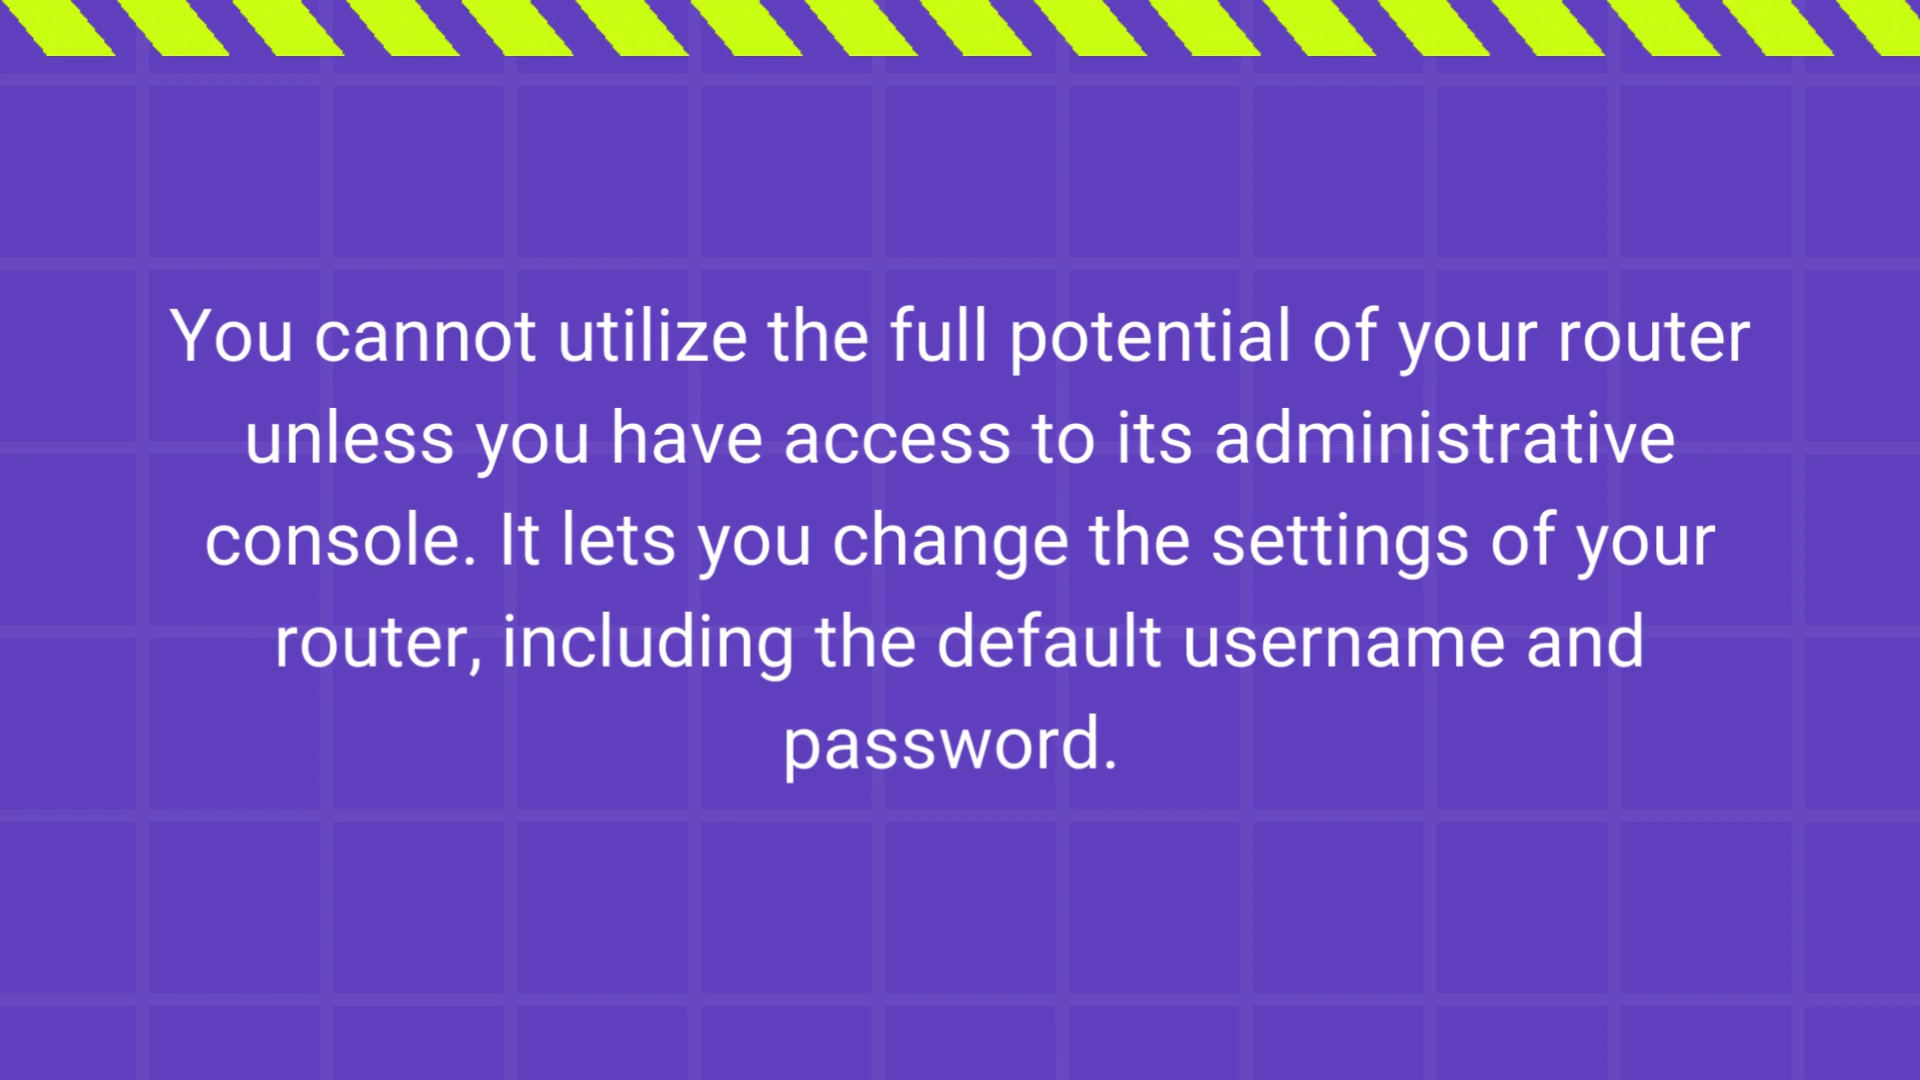 You cannot utilize the full potential of your router
unless you have access to its administrative
console. It lets you change the settings of your
router, including the default username and
password.